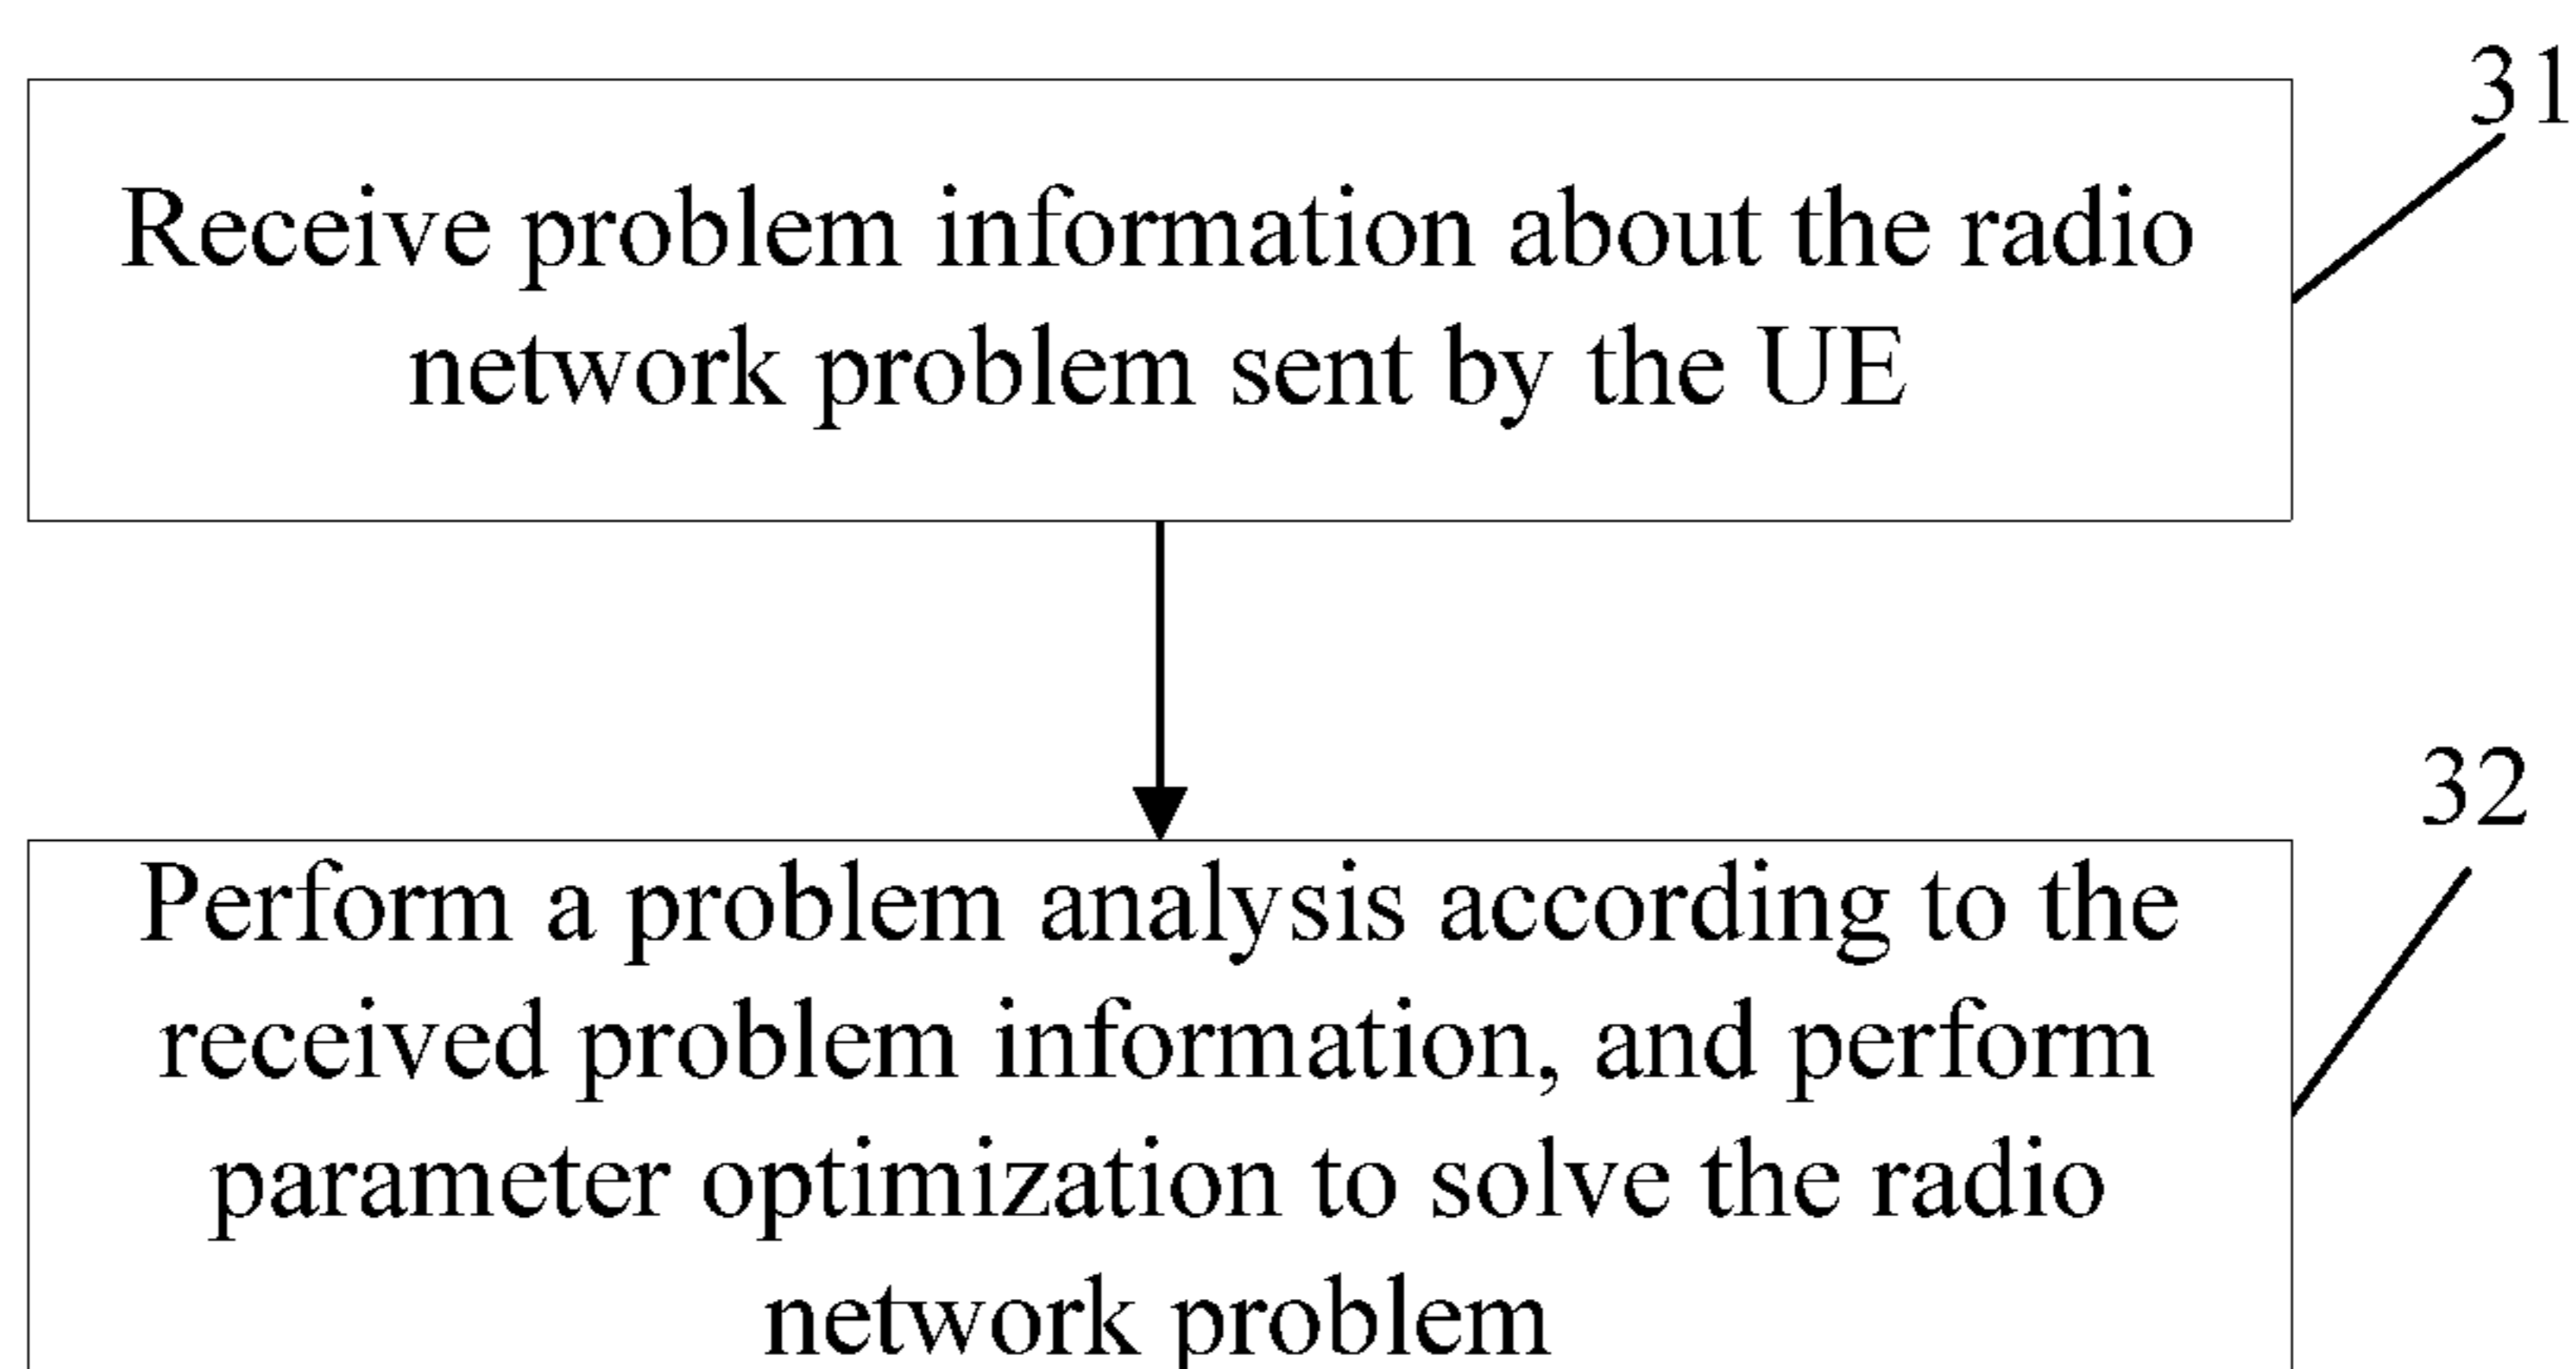 31
Receive problem information about the radio
network problem sent by the UE
32
Perform a problem analysis according to the
received problem information, and perform
parameter optimization to solve the radio
network problem